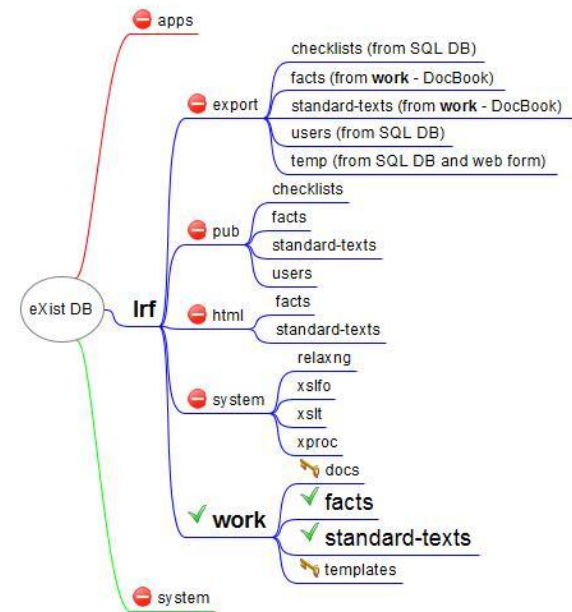 apps
checklists (from SQL DB)
facts (from work - DocBook)
export
standard-texts (from work - DocBook)
users (from SQL DB)
temp (from SQL DB and web form)
checklists
facts
pub
standard-texts
users
eXist DB
lrf
facts
html
standard-texts
relaxng
xslfo
system
xslt
xproc
docs
facts
work
standard-texts
templates
system